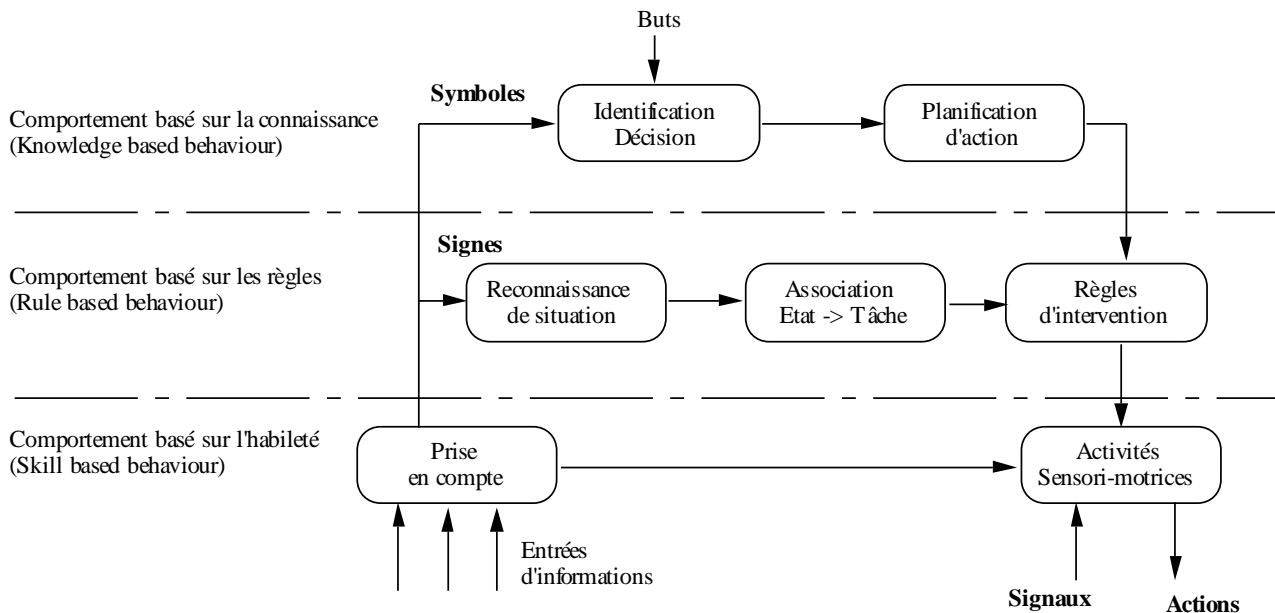 Buts
Symboles
Comportement basé sur la connaissance
(Knowledge based behaviour)
Identification
Décision
Planification
d'action
Signes
Comportement basé sur les règles
(Rule based behaviour)
Reconnaissance
de situation
Association
Etat -> Tâche
Règles
d'intervention
Comportement basé sur l'habileté
(Skill based behaviour)
Prise
en compte
Activités
Sensori-motrices
Entrées
d'informations
Signaux
Actions